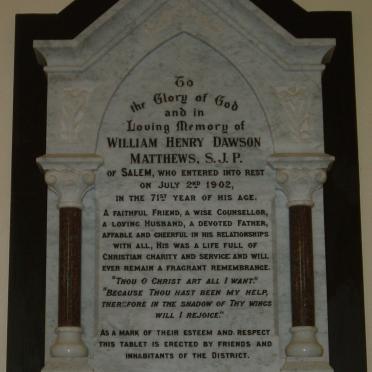 To
the Glory of God
and in
Loving Memory of
WILLIAM HENRY DAWSON
MATTHEWS, S.J.P.
OF SALEM, WHO ENTERED INTO REST
ON JULY 2ND 1902,
IN THE 71ST YEAR OF HIS AGE.
A FAITHFUL FRIEND, A WISE COUNSELLOR,
A LOVING HUSBAND, A DEVOTED FATHER,
AFFABLE AND CHEERFUL IN HIS RELATIONSHIPS
WITH ALL, HIS WAS A LIFE FULL OF
CHRISTIAN CHARITY AND SERVICE AND WILL
EVER REMAIN A FRAGRANT REMEMBRANCE.
"THOU O CHRIST ART ALL I WANT."
"BECAUSE THOU HAST BEEN MY HELP,
THEREFORE IN THE SHADOW OF THY WINGS
WILL I REJOICE."
AS A MARK OF THEIR ESTEEM AND RESPECT
THIS TABLET IS ERECTED BY FRIENDS AND
INHABITANTS OF THE DISTRICT.